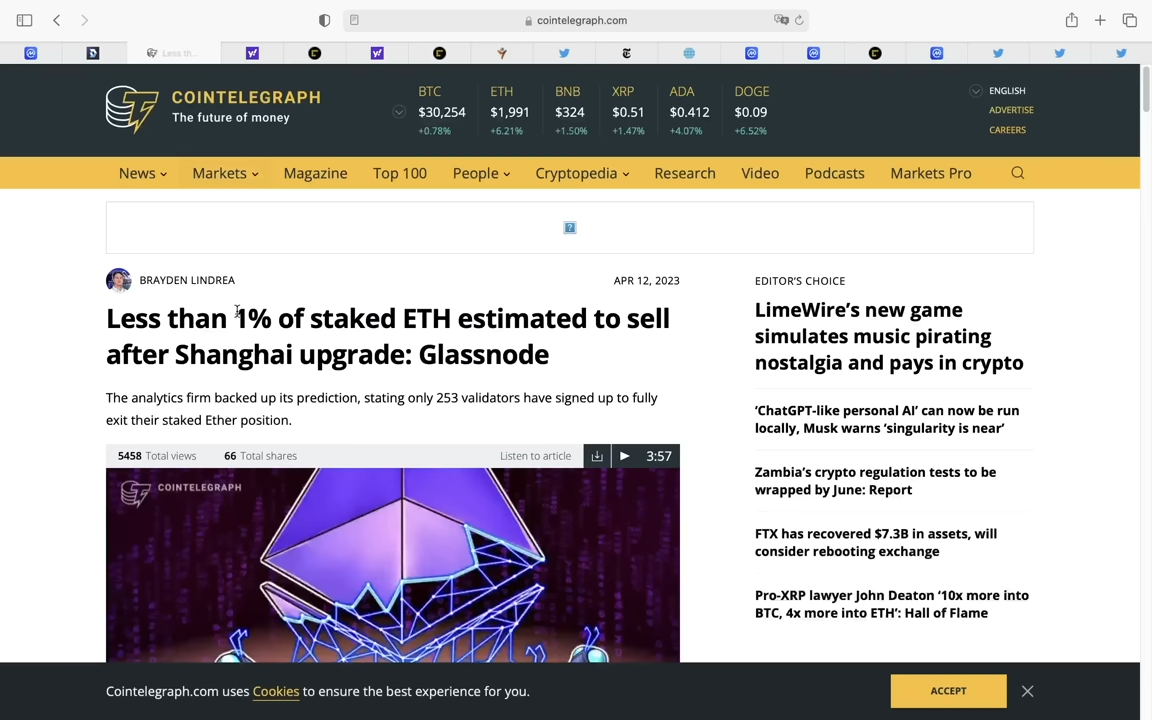 cointelegraph.com
Less th...
COINTELEGRAPH
The future of money
BTC
$30,254
+0.78%
ETH
$1,991
+6.21%
BNB
$324
+1.50%
XRP
$0.51
+1.47%
ADA
$0.412
+4.07%
DOGE
$0.09
+6.52%
ENGLISH
ADVERTISE
CAREERS
News
Markets
Magazine
Top 100
People
Cryptopedia
Research
Video
Podcasts
Markets Pro
BRAYDEN LINDREA
APR 12, 2023
Less than 1% of staked ETH estimated to sell
after Shanghai upgrade: Glassnode
The analytics firm backed up its prediction, stating only 253 validators have signed up to fully
exit their staked Ether position.
5458 Total views
66 Total shares
Listen to article
3:57
COINTELEGRAPH
EDITOR'S CHOICE
LimeWire’s new game
simulates music pirating
nostalgia and pays in crypto
‘ChatGPT-like personal AI’ can now be run
locally, Musk warns ‘singularity is near’
Zambia’s crypto regulation tests to be
wrapped by June: Report
FTX has recovered $7.3B in assets, will
consider rebooting exchange
Pro-XRP lawyer John Deaton ‘10x more into
BTC, 4x more into ETH’: Hall of Flame
Cointelegraph.com uses Cookies to ensure the best experience for you.
ACCEPT